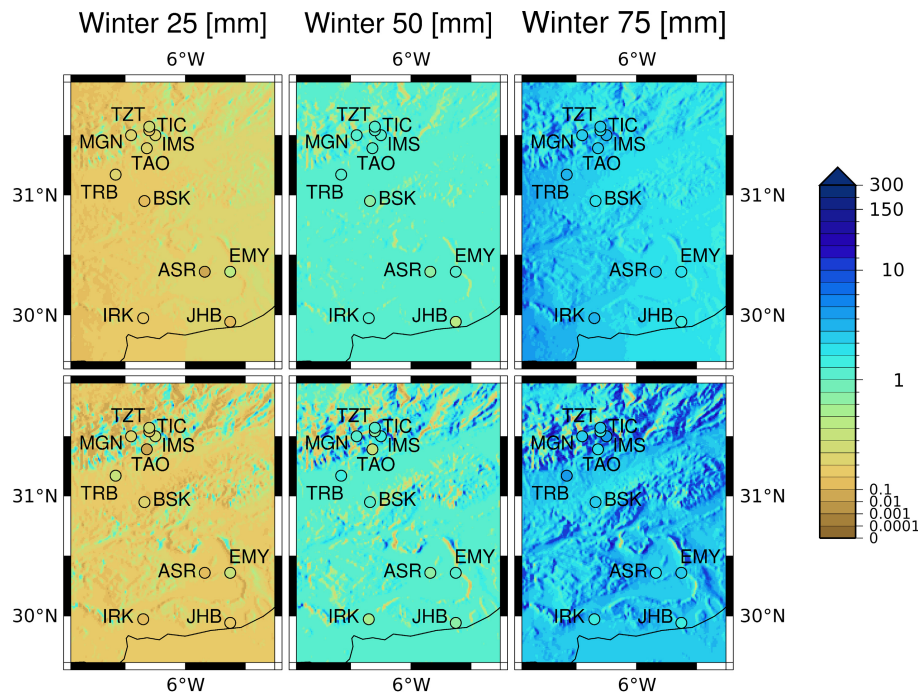 Winter 25 [mm] Winter 50 [mm] Winter 75 [mm]
6°W 6°W 6°W
TZT TIC TZT TIC TZT TIC
MGN IMS MGN IMS MGN IMS
TAO TAO TAO
TRB BSK TRB BSK TRB BSK
31°N 31°N
ASR EMY ASR EMY ASR EMY
IRK JHB IRK JHB IRK JHB
30°N 30°N
300
150
10
1
0.1
0.01
0.001
0.0001
0
TZT TIC TZT TIC TZT TIC
MGN IMS MGN IMS MGN IMS
TAO TAO TAO
TRB BSK TRB BSK TRB BSK
31°N 31°N
ASR EMY ASR EMY ASR EMY
IRK JHB IRK JHB IRK JHB
30°N 30°N
6°W 6°W 6°W